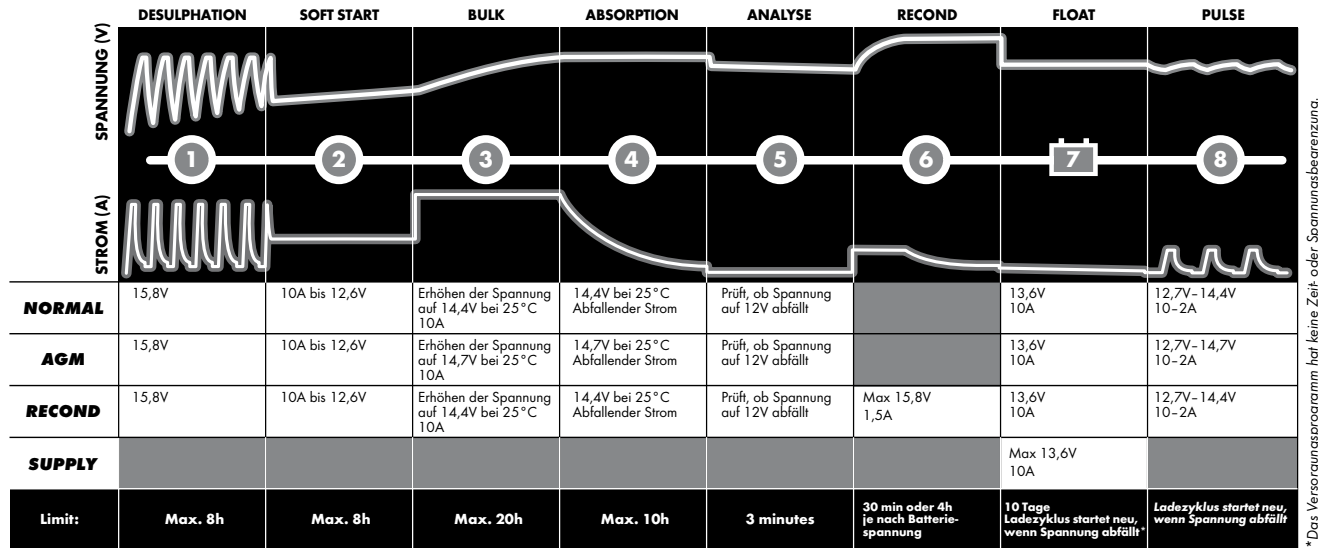 DESULPHATION SOFT START BULK ABSORPTION ANALYSE RECOND FLOAT PULSE
SPANNUNG (V)
1 2 3 4 5 6 7 8
STROM (A)
NORMAL
15,8V
10A bis 12,6V
Erhöhen der Spannung
auf 14,4V bei 25°C
10A
14,4V bei 25°C
Abfallender Strom
Prüft, ob Spannung
auf 12V abfällt
13,6V
10A
12,7V–14,4V
10–2A
AGM
15,8V
10A bis 12,6V
Erhöhen der Spannung
auf 14,7V bei 25°C
10A
14,7V bei 25°C
Abfallender Strom
Prüft, ob Spannung
auf 12V abfällt
13,6V
10A
12,7V–14,7V
10–2A
RECOND
15,8V
10A bis 12,6V
Erhöhen der Spannung
auf 14,4V bei 25°C
10A
14,4V bei 25°C
Abfallender Strom
Prüft, ob Spannung
auf 12V abfällt
Max 15,8V
1,5A
13,6V
10A
12,7V–14,4V
10–2A
SUPPLY
Max 13,6V
10A
Limit:
Max. 8h
Max. 8h
Max. 20h
Max. 10h
3 minutes
30 min oder 4h
je nach Batterie-
spannung
10 Tage
Ladezyklus startet neu,
wenn Spannung abfällt*
Ladezyklus startet neu,
wenn Spannung abfällt
*Das Versorgungsprogramm hat keine Zeit- oder Spannungsbegrenzung.